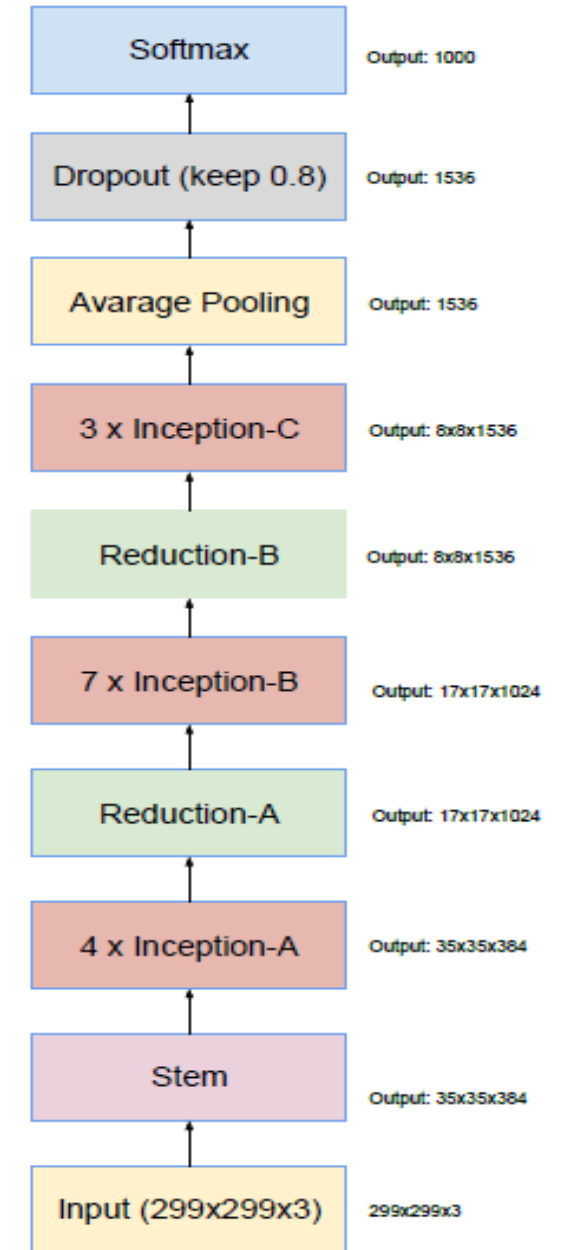 Softmax
Output: 1000
Dropout (keep 0.8)
Output: 1536
Avarage Pooling
Output: 1536
3 x Inception-C
Output: 8x8x1536
Reduction-B
Output: 8x8x1536
7 x Inception-B
Output: 17x17x1024
Reduction-A
Output: 17x17x1024
4 x Inception-A
Output: 35x35x384
Stem
Output: 35x35x384
Input (299x299x3)
299x299x3